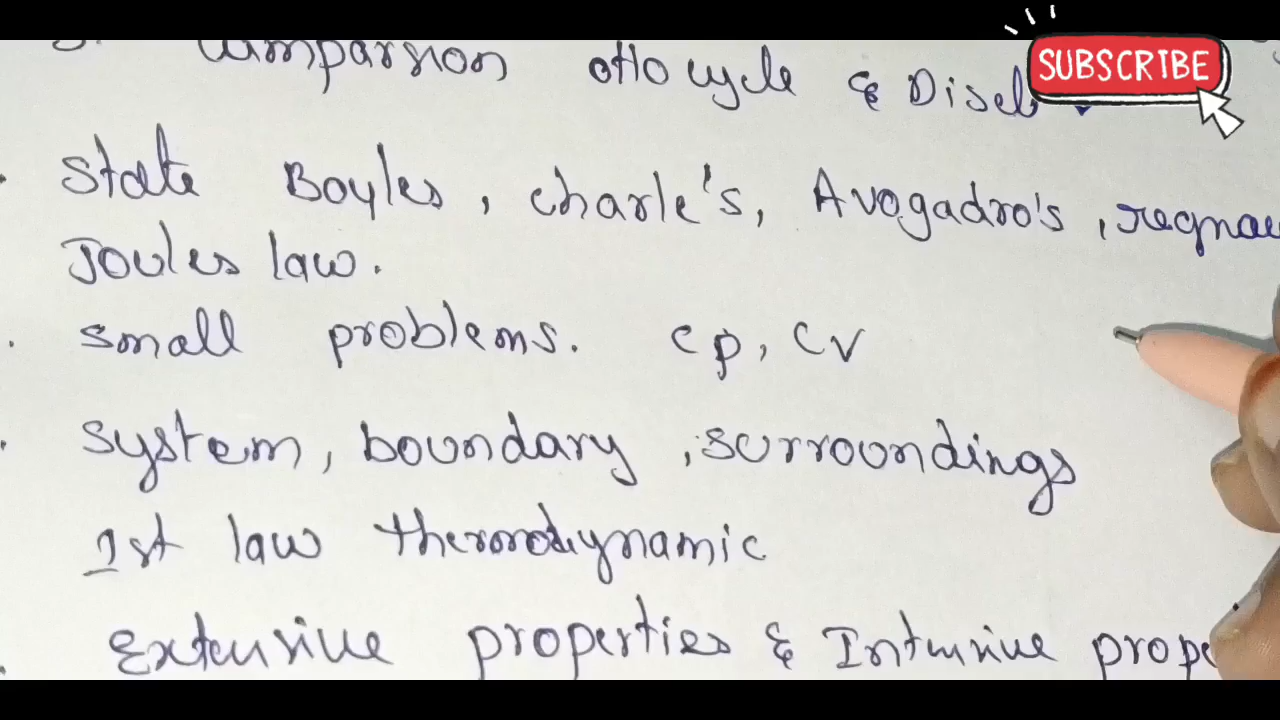 Comparsion otto cycle & Disel
SUBSCRIBE
State Boyles, charle's, Avogadro's, regnau
Joules law.
Small problems. Cp, Cv
System, boundary, surroundings
1st law thermodynamic
Extensive properties & Intensive prope